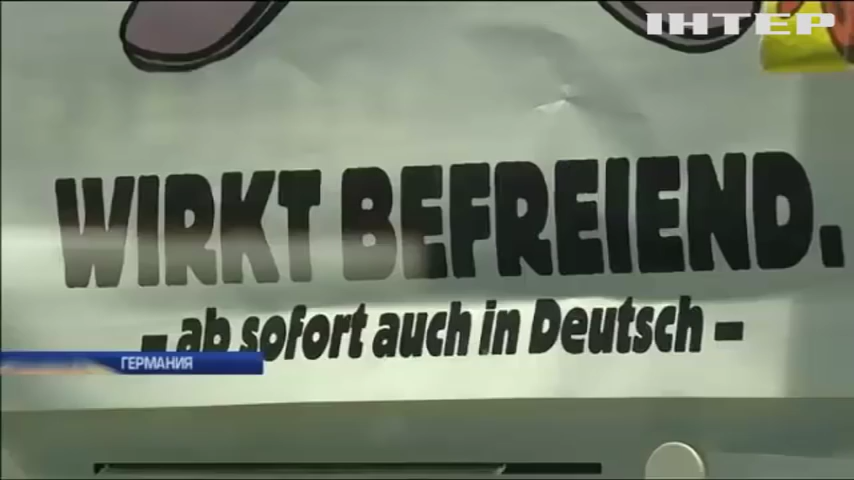 ІНТЕР
WIRKT BEFREIEND.
– ab sofort auch in Deutsch –
ГЕРМАНИЯ